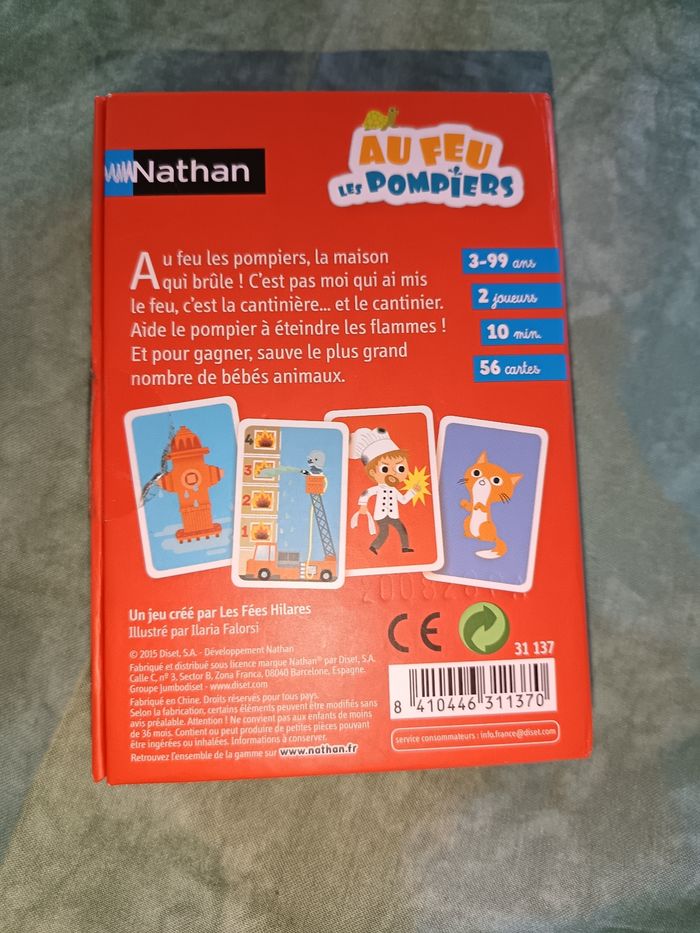 Nathan
AU FEU
LES POMPIERS
Au feu les pompiers, la maison
qui brûle ! C'est pas moi qui ai mis
le feu, c'est la cantinière... et le cantinier.
Aide le pompier à éteindre les flammes !
Et pour gagner, sauve le plus grand
nombre de bébés animaux.
3-99 ans
2 joueurs
10 min.
56 cartes
4
3
2
1
Un jeu créé par Les Fées Hilares
Illustré par Ilaria Falorsi
© 2015 Diset, S.A. - Développement Nathan
Fabriqué et distribué sous licence marque Nathan® par Diset, S.A.
Calle C, nº 3, Sector B, Zona Franca, 08040 Barcelone, Espagne.
Groupe jumbodiset - www.diset.com
Fabriqué en Chine. Droits réservés pour tous pays.
Selon la fabrication, certains éléments peuvent être modifiés sans
avis préalable. Attention ! Ne convient pas aux enfants de moins
de 36 mois. Contient ou peut produire de petites pièces pouvant
être ingérées ou inhalées. Informations à conserver.
Retrouvez l'ensemble de la gamme sur www.nathan.fr
CE
31 137
8 410446 311370
service consommateurs : info.france@diset.com